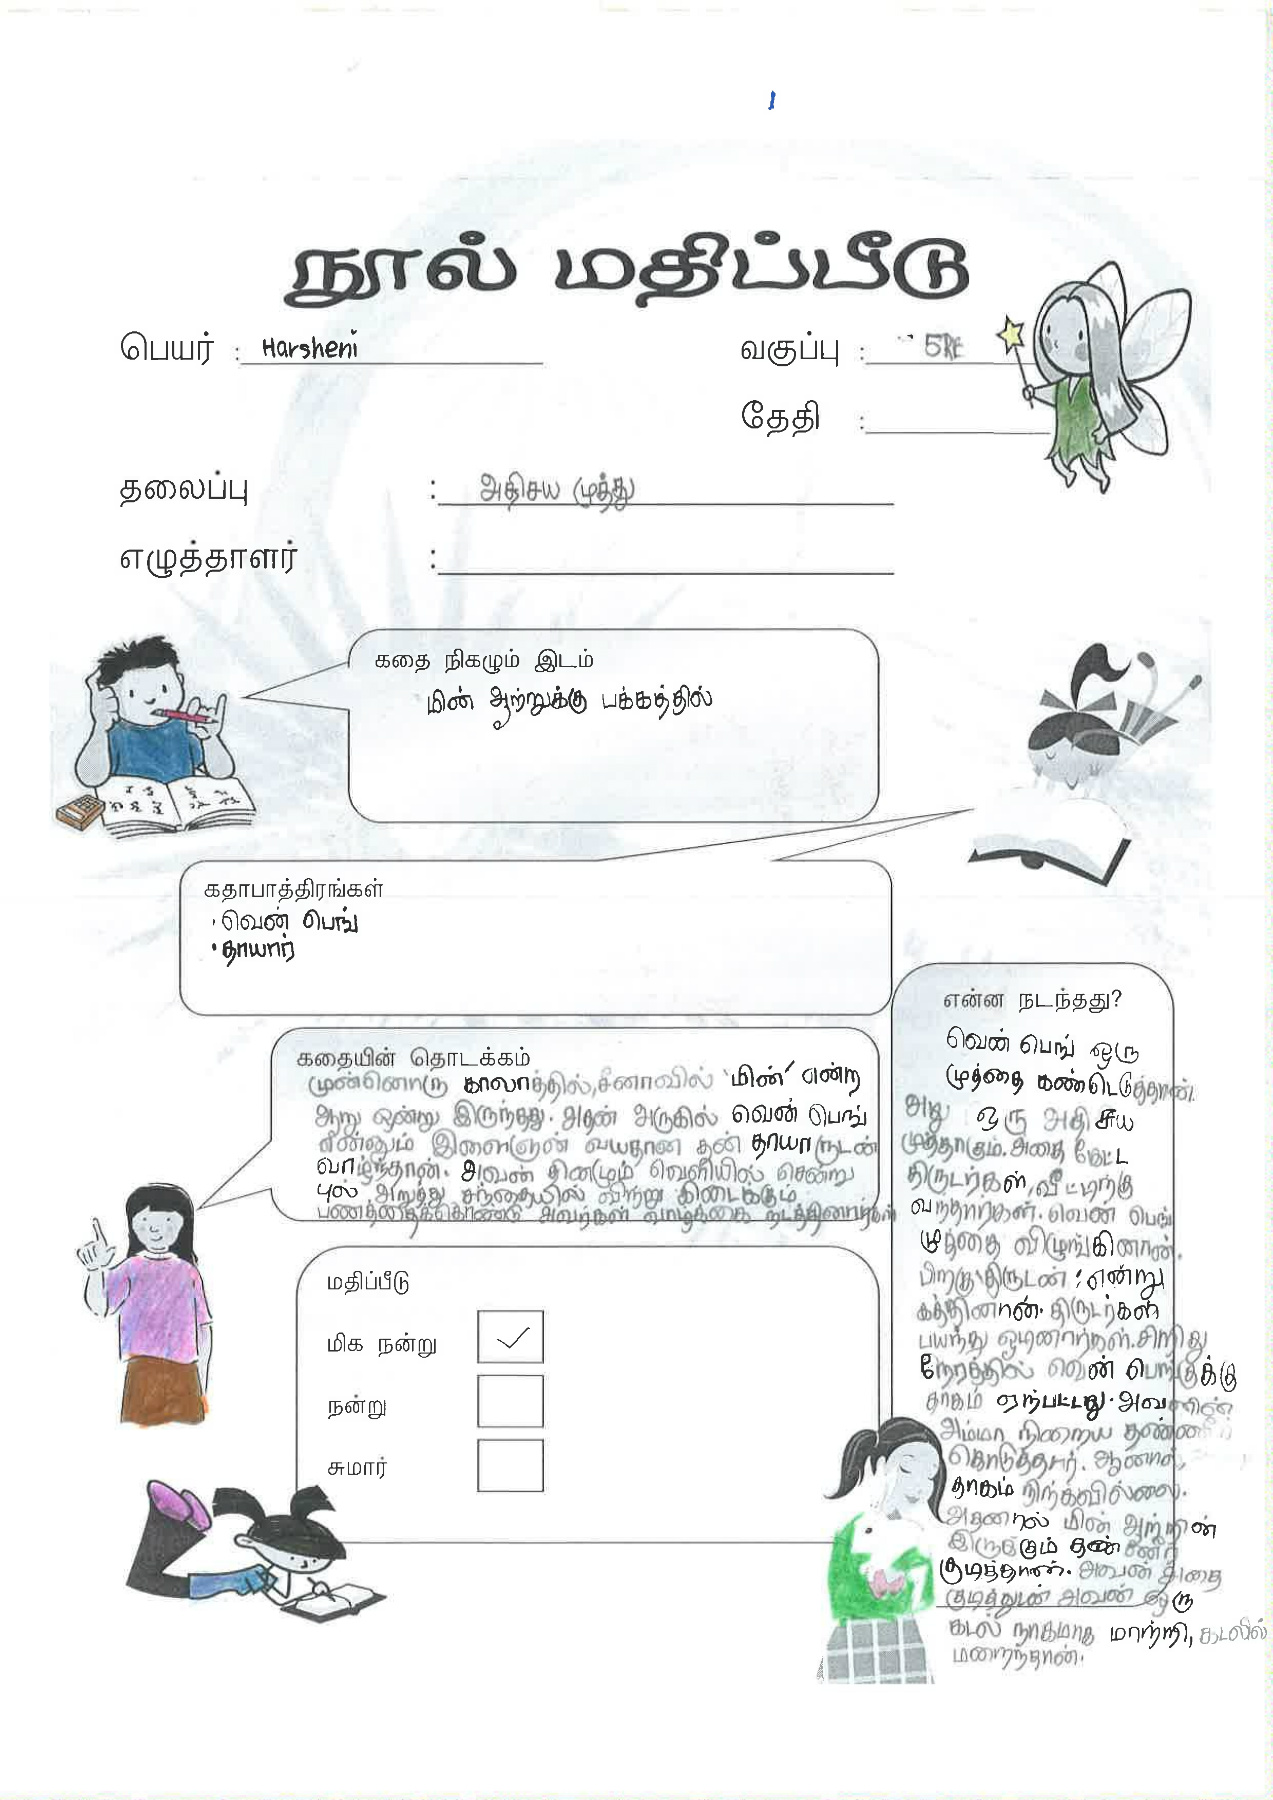 1
நூல் மதிப்பீடு
பெயர் : Harsheni
வகுப்பு : 5RE
தேதி :
தலைப்பு : அதிசய முத்து
எழுத்தாளர் :
கதை நிகழும் இடம்
மின் ஆற்றுக்கு பக்கத்தில்
கதாபாத்திரங்கள்
· வென் பெங்
· தாயார்
கதையின் தொடக்கம்
முன்னொரு காலாத்தில், சீனாவில் 'மின்' என்ற
ஆறு ஒன்று இருந்தது. அதன் அருகில் வென் பெங்
என்னும் இளைஞன் வயதான தன் தாயாருடன்
வாழ்ந்தான். அவன் தினமும் வெளியில் சென்று
புல் அறுத்து சந்தையில் விற்று கிடைக்கும்
பணத்தைக்கொண்டு அவர்கள் வாழ்க்கை நடத்தினார்கள்
என்ன நடந்தது?
வென் பெங் ஒரு
முத்தை கண்டெடுத்தான்.
அது ஒரு அதிசய
முத்தாகும். அதை கேட்ட
திருடர்கள், வீட்டிற்கு
வந்தார்கள். வென் பெங்
முத்தை விழுங்கினான்.
பிறகு 'திருடன்' என்று
கத்தினான். திருடர்கள்
பயந்து ஓடினார்கள். சிறிது
நேரத்தில் வென் பெங்குக்கு
தாகம் ஏற்பட்டது. அவனின்
அம்மா நிறைய தண்ணீர்
கொடுத்தார். ஆனால்,
தாகம் நிற்கவில்லை.
அதனால் மின் ஆற்றின்
இருக்கும் தண்ணீர்
குடித்தான். அவன் அதை
குடித்துடன் அவன் ஒரு
கடல் நாகமாக மாற்றி, கடலில்
மறைந்தான்.
மதிப்பீடு
மிக நன்று ✓
நன்று
சுமார்